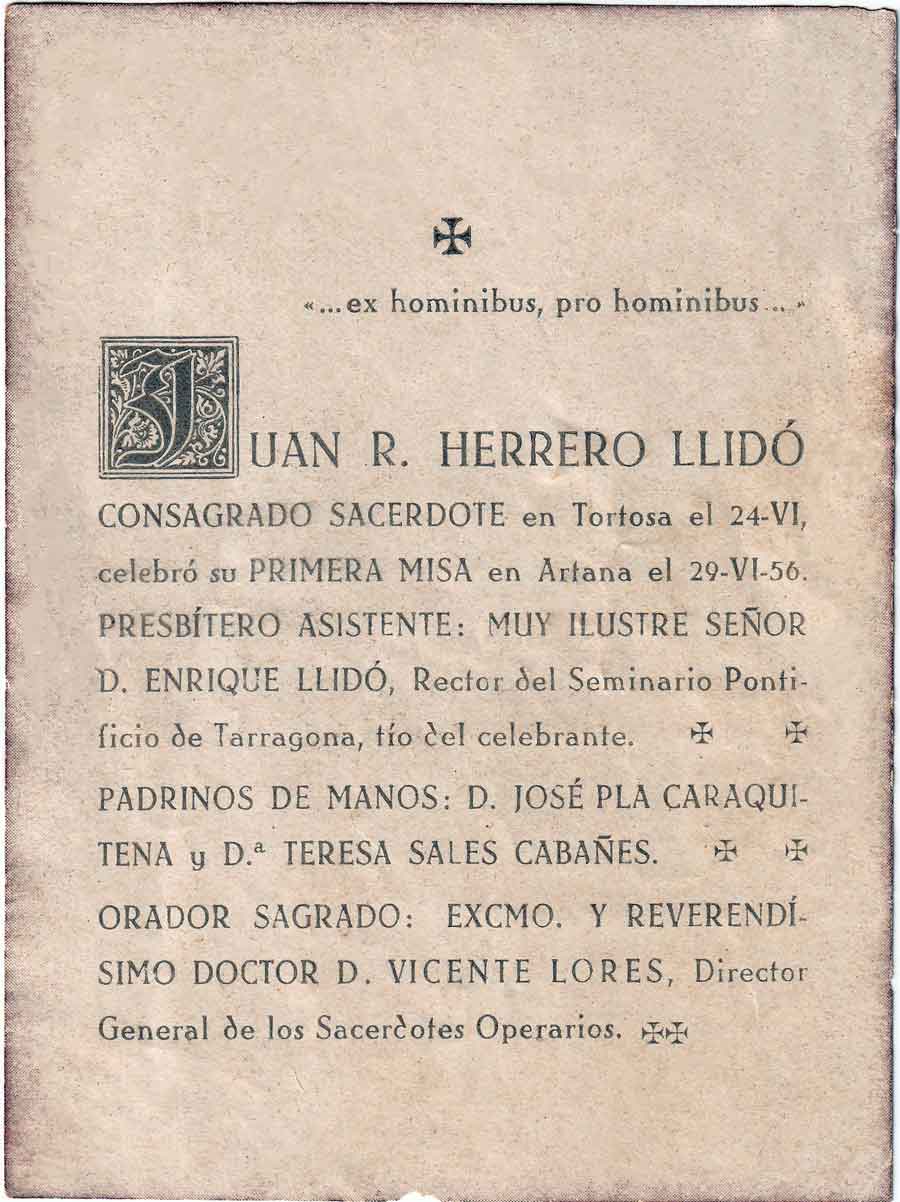 ✠
«...ex hominibus, pro hominibus...»
JUAN R. HERRERO LLIDÓ
CONSAGRADO SACERDOTE en Tortosa el 24-VI,
celebró su PRIMERA MISA en Artana el 29-VI-56.
PRESBÍTERO ASISTENTE: MUY ILUSTRE SEÑOR
D. ENRIQUE LLIDÓ, Rector del Seminario Ponti-
ficio de Tarragona, tío del celebrante. ✠ ✠
PADRINOS DE MANOS: D. JOSÉ PLA CARAQUI-
TENA y D.ª TERESA SALES CABAÑES. ✠ ✠
ORADOR SAGRADO: EXCMO. Y REVERENDÍ-
SIMO DOCTOR D. VICENTE LORES, Director
General de los Sacerdotes Operarios. ✠✠